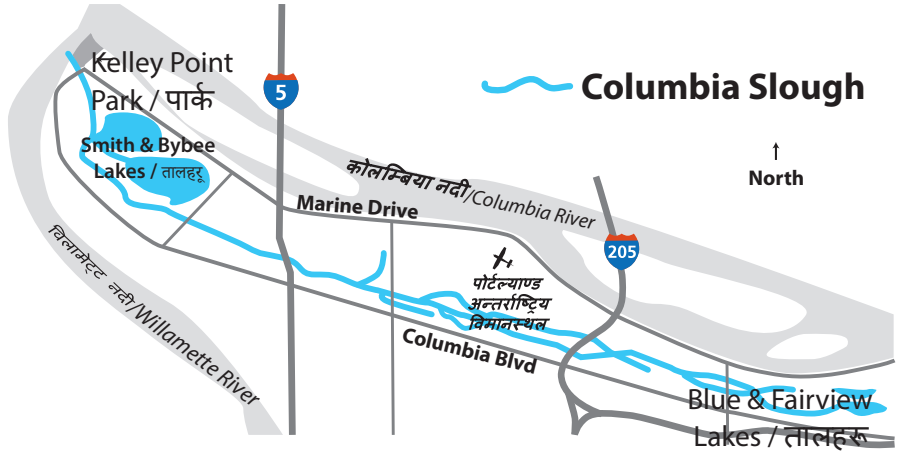 Kelley Point
Park / पार्क
5
Columbia Slough
Smith & Bybee
Lakes / तालहरू
North
कोलम्बिया नदी/Columbia River
Marine Drive
205
पोर्टल्याण्ड
अन्तर्राष्ट्रिय
विमानस्थल
विलामेट्ट नदी/Willamette River
Columbia Blvd
Blue & Fairview
Lakes / तालहरू